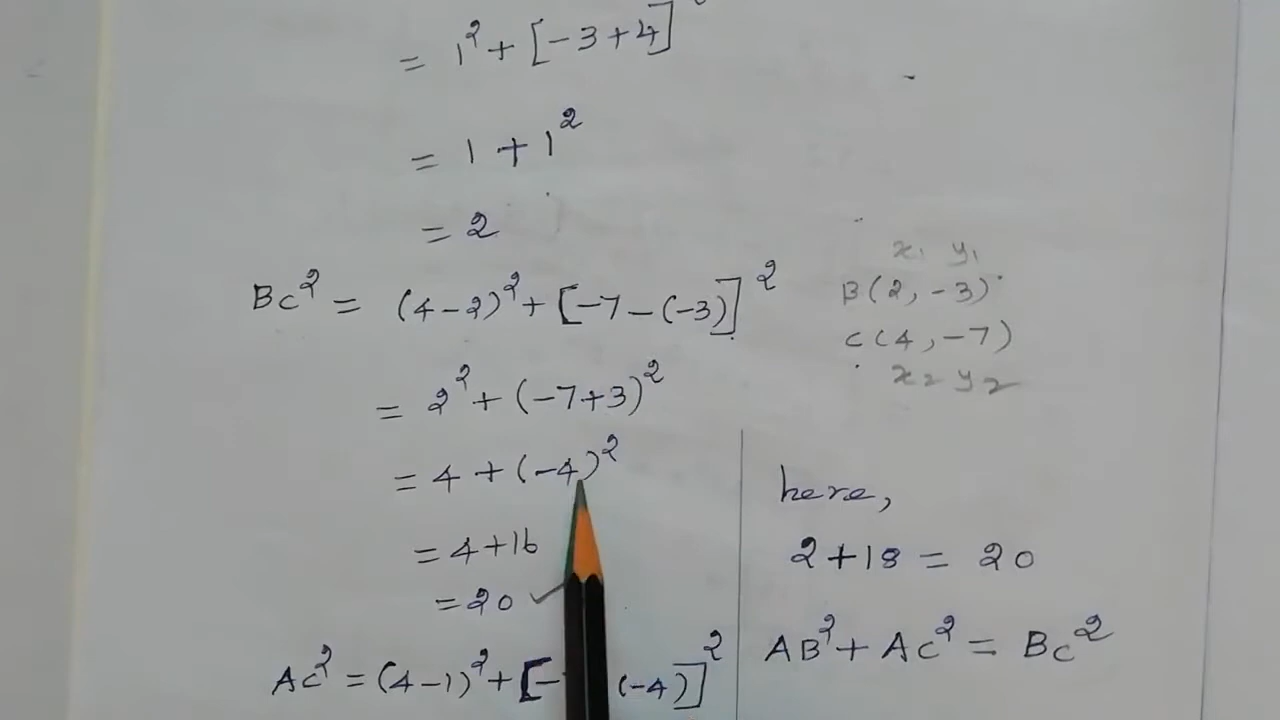 = 1² + [-3+4]
= 1 + 1²
= 2
BC² = (4-2)² + [-7-(-3)]²
= 2² + (-7+3)²
= 4 + (-4)²
= 4+16
= 20 ✓
AC² = (4-1)² + [- (-4)]²
x₁ y₁
B(2, -3)
C(4, -7)
x₂ y₂
here,
2+18 = 20
AB² + AC² = BC²